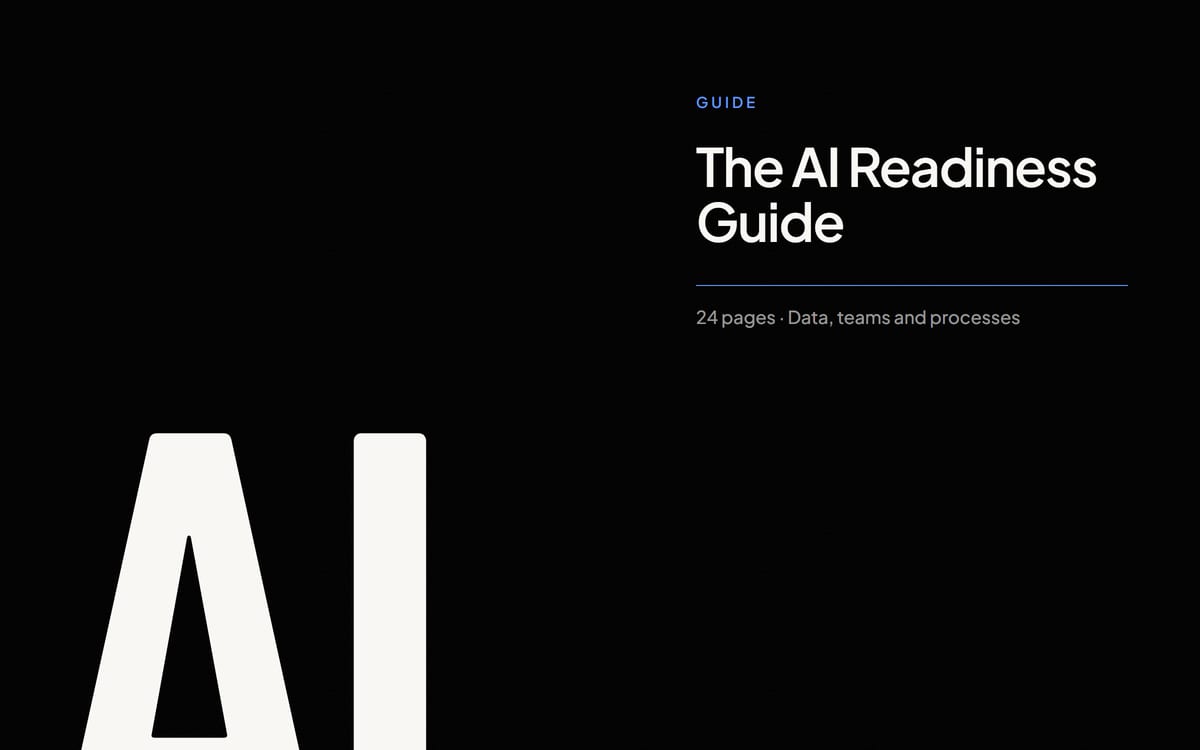 GUIDE
The AI Readiness
Guide
24 pages · Data, teams and processes
AI